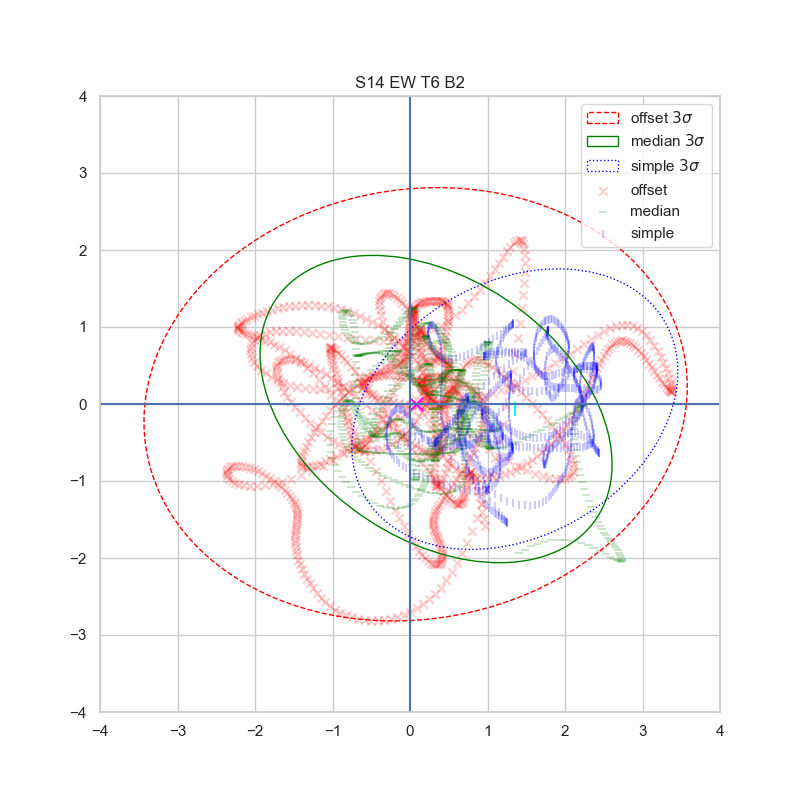 S14 EW T6 B2
offset 3σ
median 3σ
simple 3σ
offset
median
simple
4
3
2
1
0
−1
−2
−3
−4
−4 −3 −2 −1 0 1 2 3 4